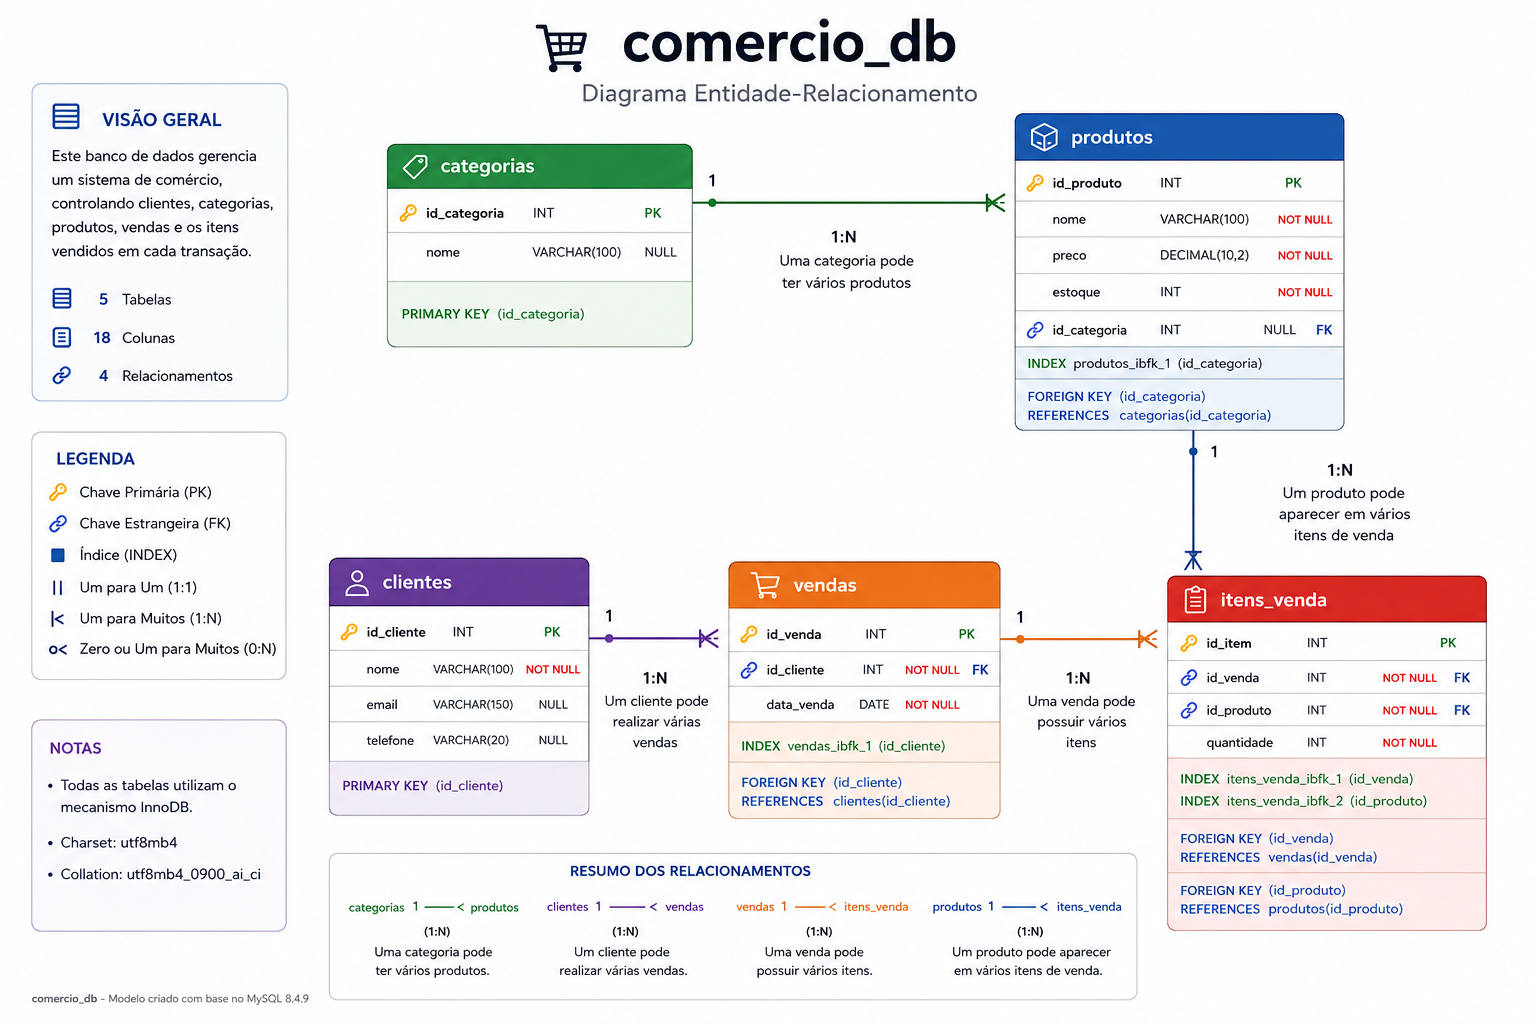 comercio_db
Diagrama Entidade-Relacionamento
VISÃO GERAL
Este banco de dados gerencia
um sistema de comércio,
controlando clientes, categorias,
produtos, vendas e os itens
vendidos em cada transação.
5 Tabelas
18 Colunas
4 Relacionamentos
LEGENDA
Chave Primária (PK)
Chave Estrangeira (FK)
Índice (INDEX)
Um para Um (1:1)
Um para Muitos (1:N)
Zero ou Um para Muitos (0:N)
NOTAS
• Todas as tabelas utilizam o
mecanismo InnoDB.
• Charset: utf8mb4
• Collation: utf8mb4_0900_ai_ci
categorias
id_categoria INT PK
nome VARCHAR(100) NULL
PRIMARY KEY (id_categoria)
1
1:N
Uma categoria pode
ter vários produtos
produtos
id_produto INT PK
nome VARCHAR(100) NOT NULL
preco DECIMAL(10,2) NOT NULL
estoque INT NOT NULL
id_categoria INT NULL FK
INDEX produtos_ibfk_1 (id_categoria)
FOREIGN KEY (id_categoria)
REFERENCES categorias(id_categoria)
1
1:N
Um produto pode
aparecer em vários
itens de venda
clientes
id_cliente INT PK
nome VARCHAR(100) NOT NULL
email VARCHAR(150) NULL
telefone VARCHAR(20) NULL
PRIMARY KEY (id_cliente)
1
1:N
Um cliente pode
realizar várias
vendas
vendas
id_venda INT PK
id_cliente INT NOT NULL FK
data_venda DATE NOT NULL
INDEX vendas_ibfk_1 (id_cliente)
FOREIGN KEY (id_cliente)
REFERENCES clientes(id_cliente)
1
1:N
Uma venda pode
possuir vários
itens
itens_venda
id_item INT PK
id_venda INT NOT NULL FK
id_produto INT NOT NULL FK
quantidade INT NOT NULL
INDEX itens_venda_ibfk_1 (id_venda)
INDEX itens_venda_ibfk_2 (id_produto)
FOREIGN KEY (id_venda)
REFERENCES vendas(id_venda)
FOREIGN KEY (id_produto)
REFERENCES produtos(id_produto)
RESUMO DOS RELACIONAMENTOS
categorias 1 produtos
(1:N)
Uma categoria pode
ter vários produtos.
clientes 1 vendas
(1:N)
Um cliente pode
realizar várias vendas.
vendas 1 itens_venda
(1:N)
Uma venda pode
possuir vários itens.
produtos 1 itens_venda
(1:N)
Um produto pode aparecer
em vários itens de venda.
comercio_db - Modelo criado com base no MySQL 8.4.9